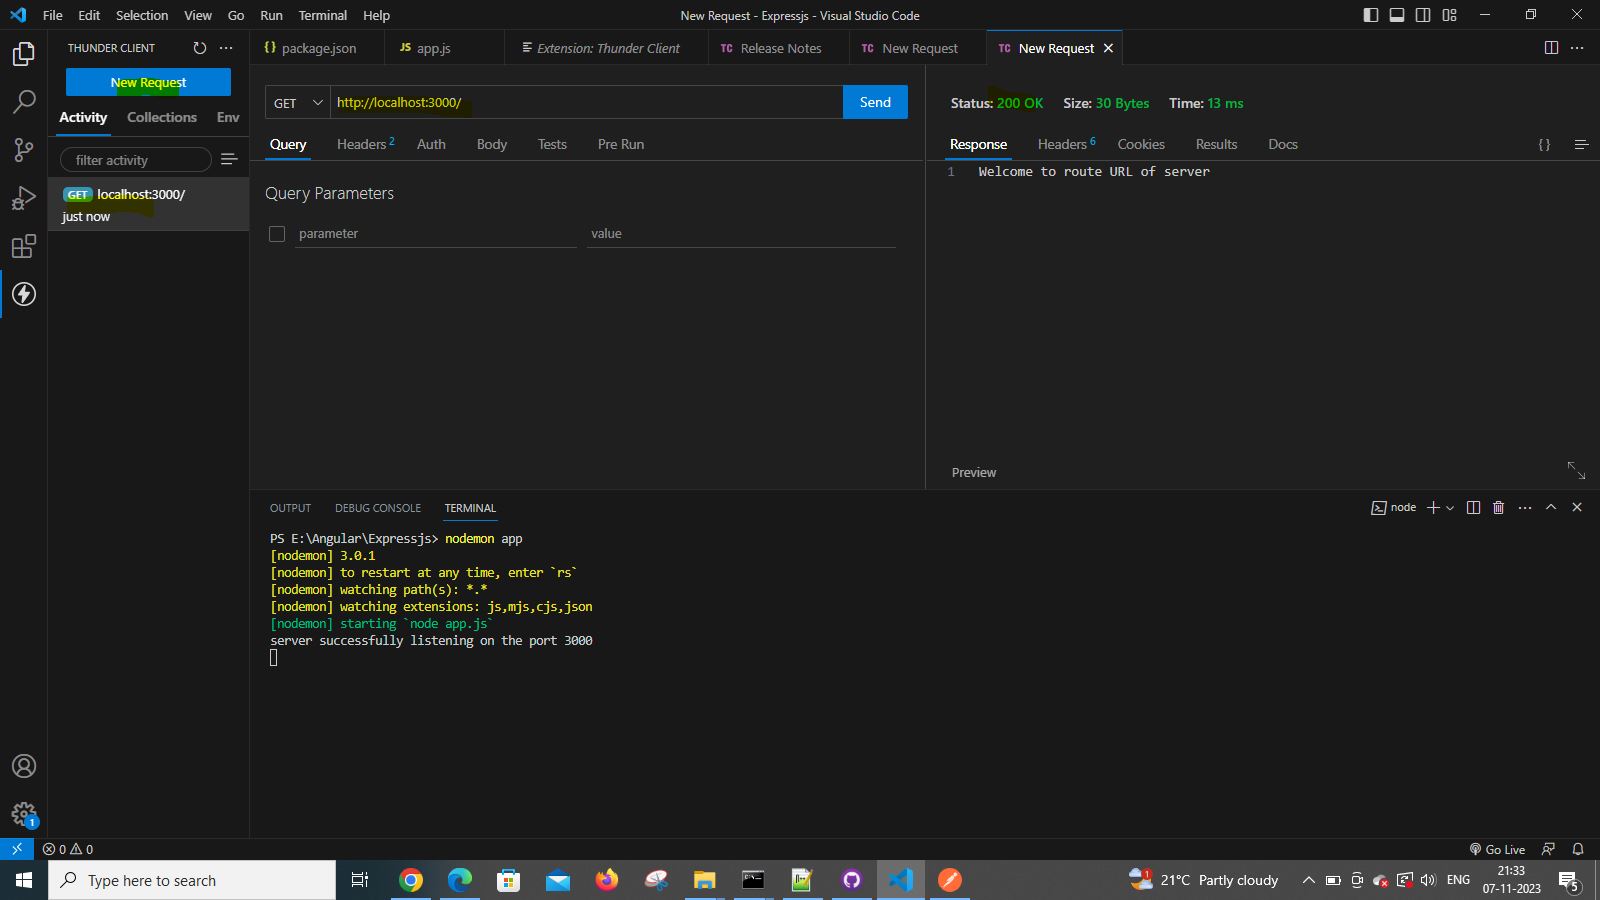 File Edit Selection View Go Run Terminal Help
New Request - Expressjs - Visual Studio Code
THUNDER CLIENT
{} package.json
JS app.js
Extension: Thunder Client
TC Release Notes
TC New Request
TC New Request
New Request
Activity Collections Env
filter activity
GET localhost:3000/
just now
GET http://localhost:3000/ Send
Query Headers 2 Auth Body Tests Pre Run
Query Parameters
parameter value
Status: 200 OK Size: 30 Bytes Time: 13 ms
Response Headers 6 Cookies Results Docs {}
1 Welcome to route URL of server
Preview
OUTPUT DEBUG CONSOLE TERMINAL
node
PS E:\Angular\Expressjs> nodemon app
[nodemon] 3.0.1
[nodemon] to restart at any time, enter `rs`
[nodemon] watching path(s): *.*
[nodemon] watching extensions: js,mjs,cjs,json
[nodemon] starting `node app.js`
server successfully listening on the port 3000
1
0 0
Go Live
Type here to search
1
21°C Partly cloudy
ENG
21:33
07-11-2023
5